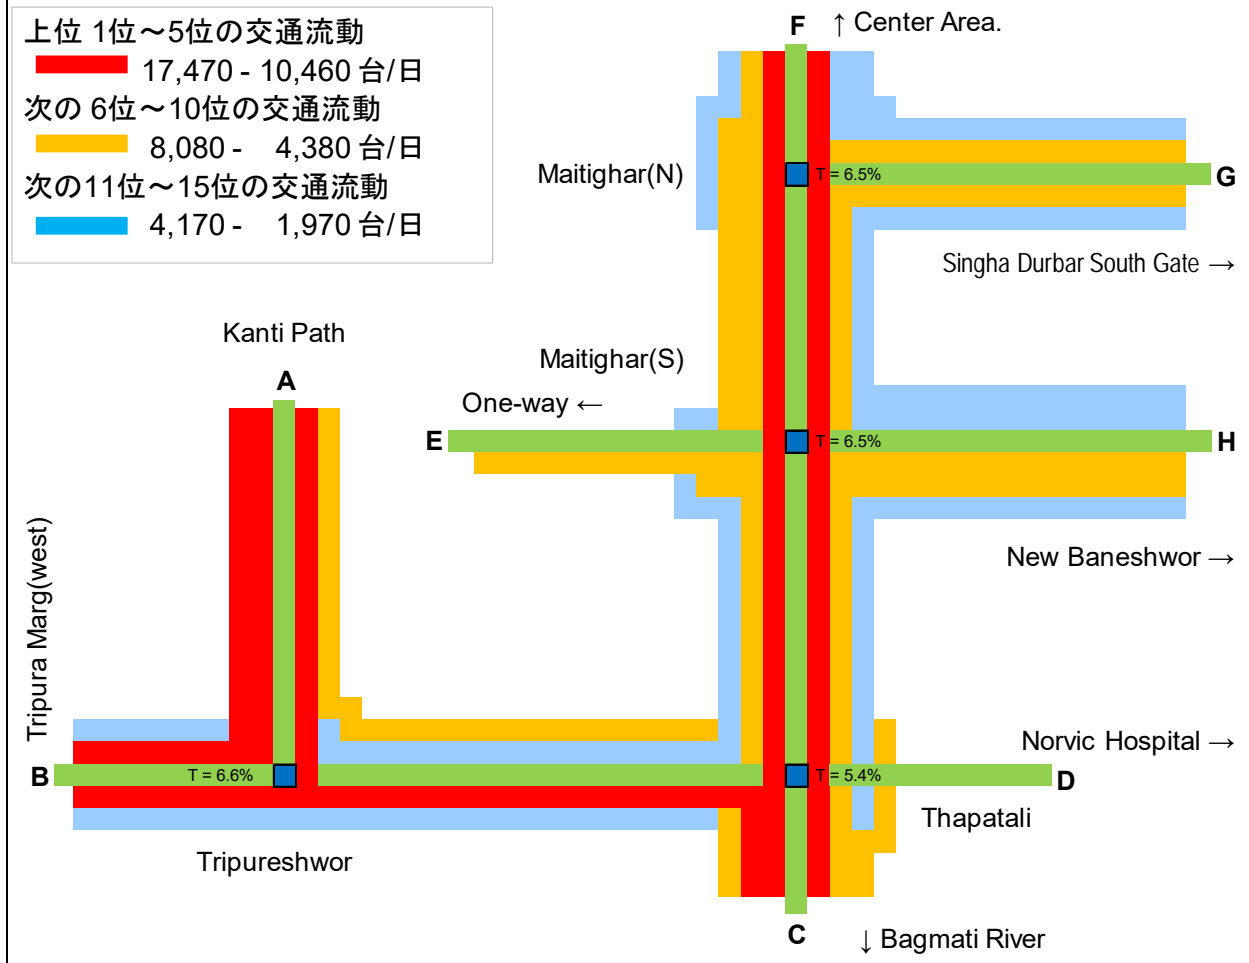 上位 1位～5位の交通流動
17,470 - 10,460 台/日
次の 6位～10位の交通流動
8,080 - 4,380 台/日
次の11位～15位の交通流動
4,170 - 1,970 台/日
F
↑ Center Area.
Maitighar(N)
T = 6.5%
G
Singha Durbar South Gate →
Kanti Path
A
Maitighar(S)
One-way ←
E
T = 6.5%
H
New Baneshwor →
Tripura Marg(west)
Norvic Hospital →
B
T = 6.6%
T = 5.4%
D
Thapatali
Tripureshwor
C
↓ Bagmati River